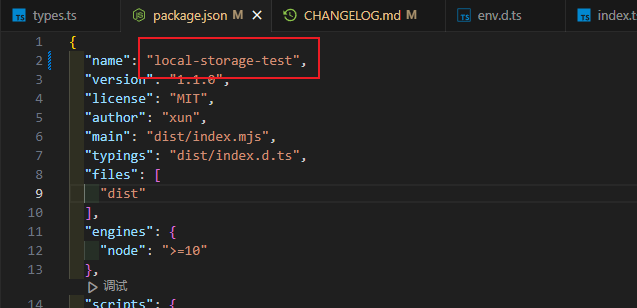 types.ts package.json M CHANGELOG.md M env.d.ts index.t
1 {
2 "name": "local-storage-test",
3 "version": "1.1.0",
4 "license": "MIT",
5 "author": "xun",
6 "main": "dist/index.mjs",
7 "typings": "dist/index.d.ts",
8 "files": [
9 "dist"
10 ],
11 "engines": {
12 "node": ">=10"
13 },
调试
14 "scripts": {